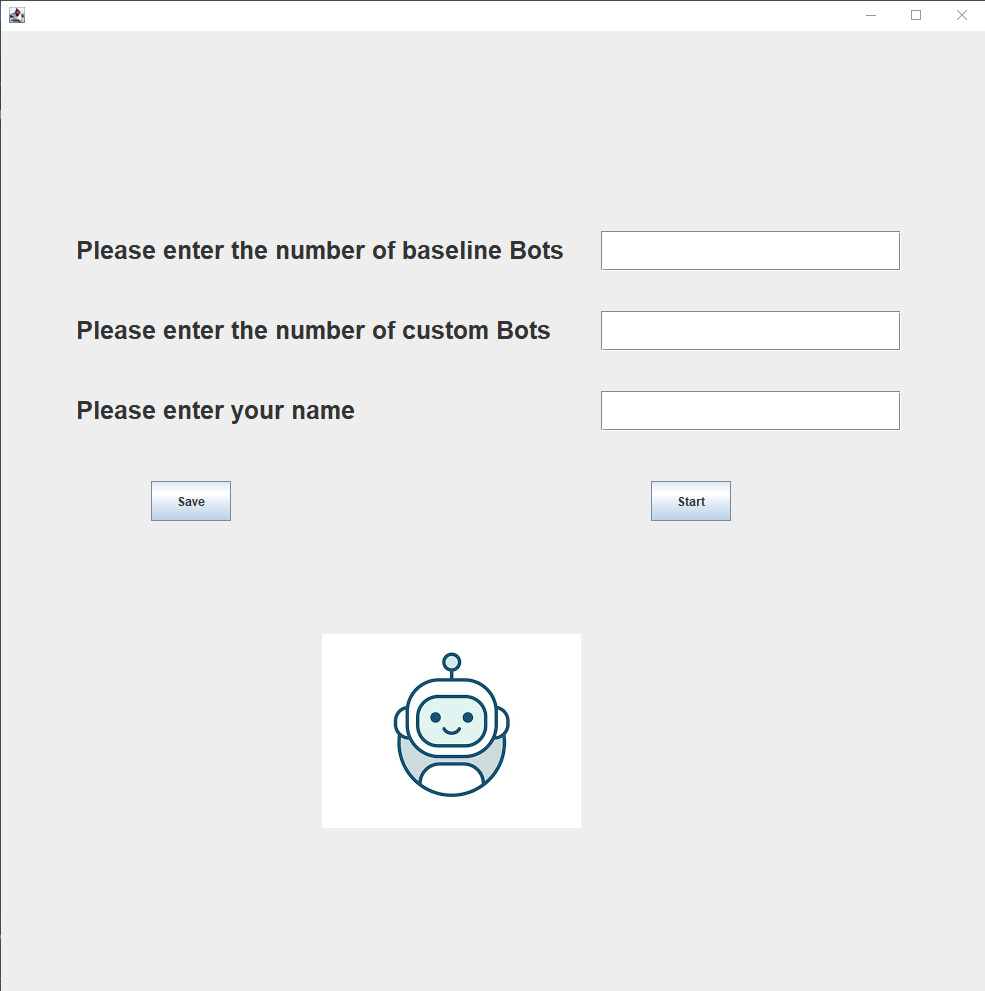 Please enter the number of baseline Bots
Please enter the number of custom Bots
Please enter your name
Save Start